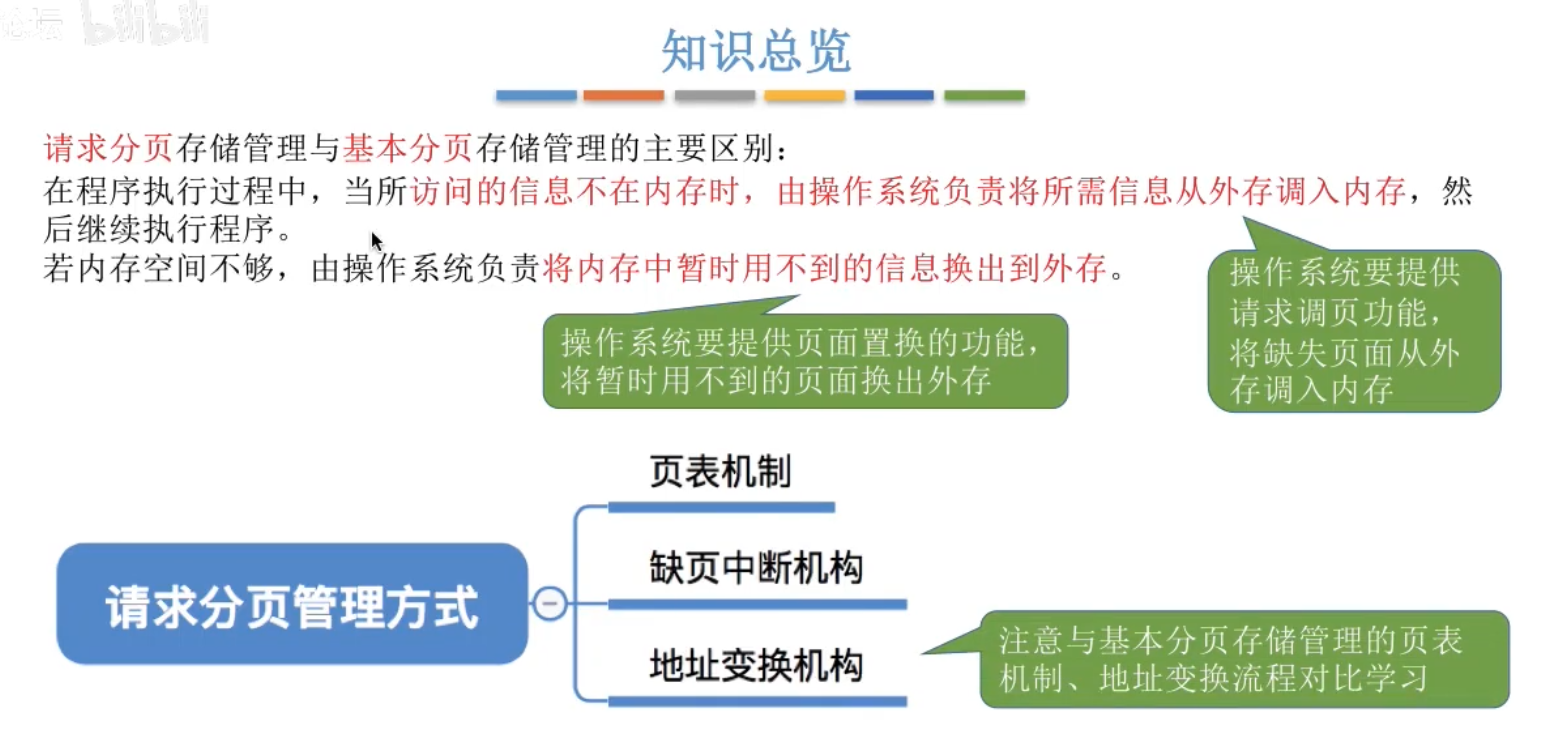 论坛 bilibili
知识总览
请求分页存储管理与基本分页存储管理的主要区别：
在程序执行过程中，当所访问的信息不在内存时，由操作系统负责将所需信息从外存调入内存，然
后继续执行程序。
若内存空间不够，由操作系统负责将内存中暂时用不到的信息换出到外存。
操作系统要提供
请求调页功能，
将缺失页面从外
存调入内存
操作系统要提供页面置换的功能，
将暂时用不到的页面换出外存
页表机制
缺页中断机构
请求分页管理方式
地址变换机构
注意与基本分页存储管理的页表
机制、地址变换流程对比学习